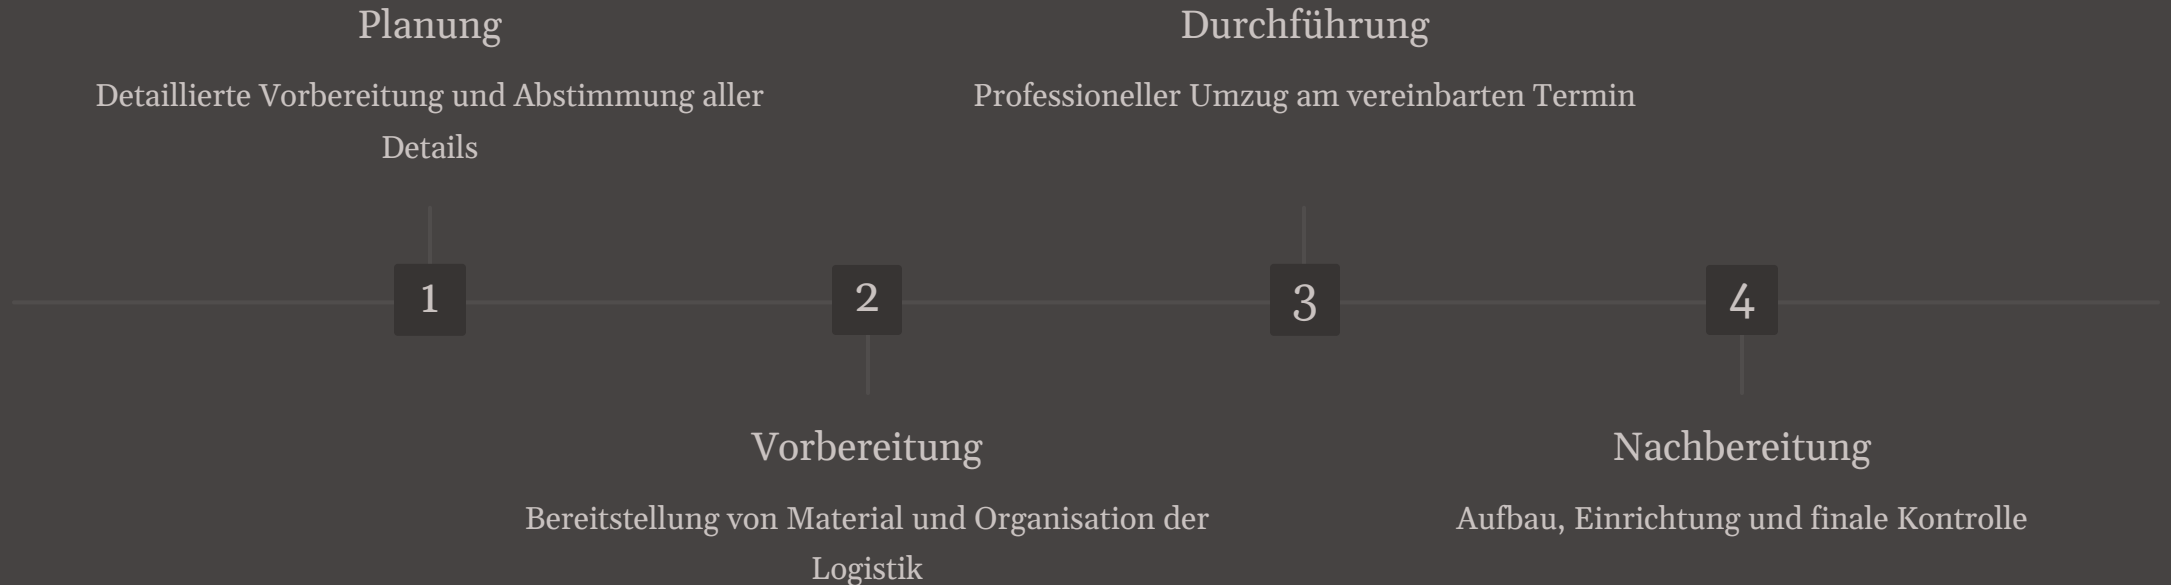 Planung
Detaillierte Vorbereitung und Abstimmung aller
Details
1
2
Vorbereitung
Bereitstellung von Material und Organisation der
Logistik
Durchführung
Professioneller Umzug am vereinbarten Termin
3
4
Nachbereitung
Aufbau, Einrichtung und finale Kontrolle